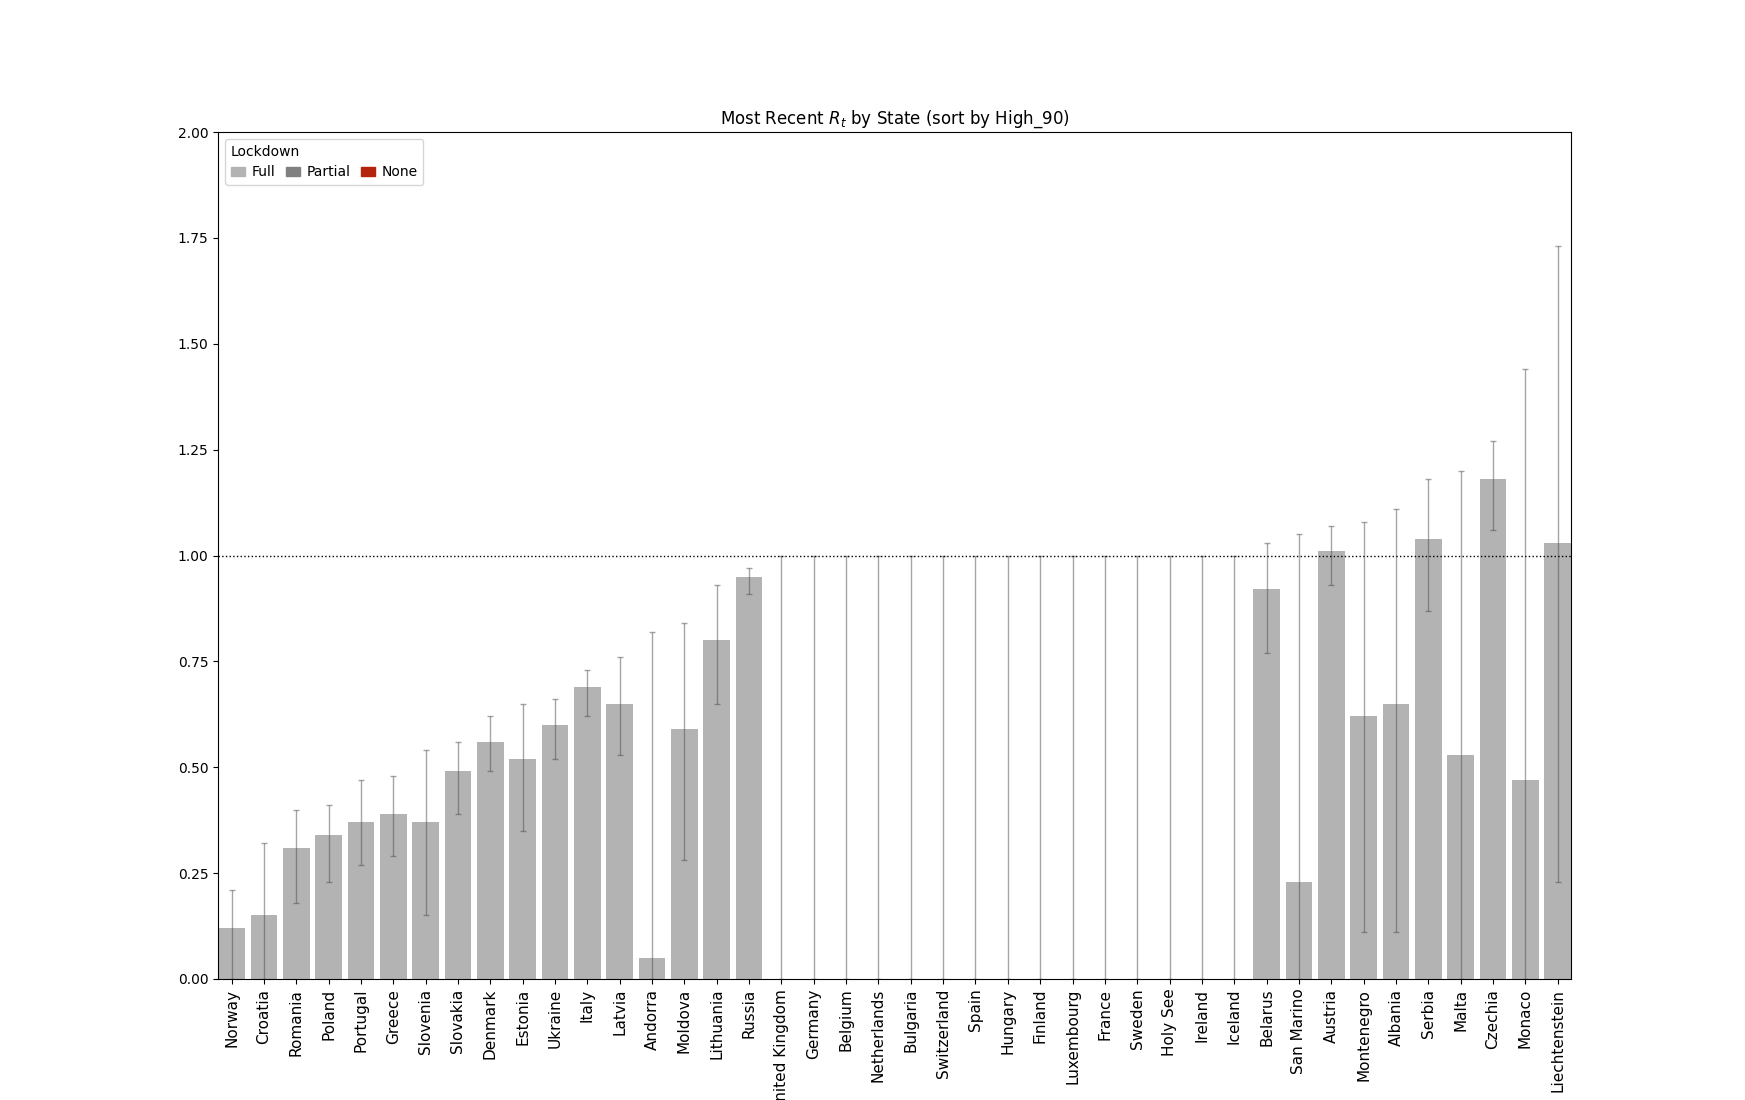 Most Recent R_t by State (sort by High_90)
Lockdown
Full Partial None
2.00
1.75
1.50
1.25
1.00
0.75
0.50
0.25
0.00
Norway
Croatia
Romania
Poland
Portugal
Greece
Slovenia
Slovakia
Denmark
Estonia
Ukraine
Italy
Latvia
Andorra
Moldova
Lithuania
Russia
nited Kingdom
Germany
Belgium
Netherlands
Bulgaria
Switzerland
Spain
Hungary
Finland
Luxembourg
France
Sweden
Holy See
Ireland
Iceland
Belarus
San Marino
Austria
Montenegro
Albania
Serbia
Malta
Czechia
Monaco
Liechtenstein